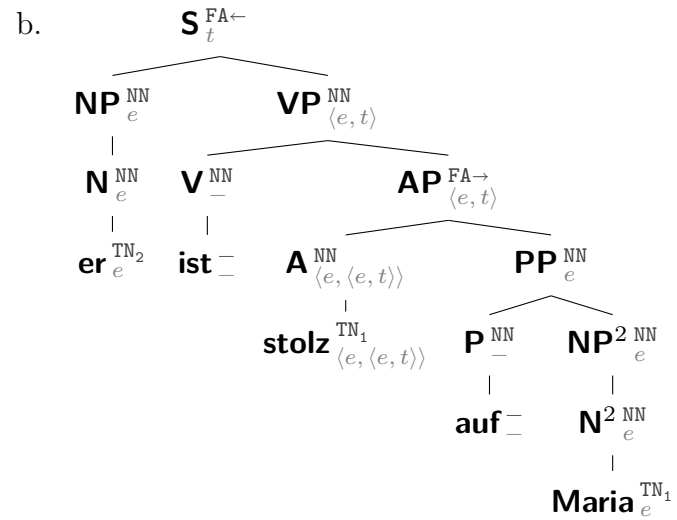 b. S FA← t
NP NN e VP NN ⟨e, t⟩
N NN e V NN – AP FA→ ⟨e, t⟩
er TN₂ e ist – – A NN ⟨e, ⟨e, t⟩⟩ PP NN e
stolz TN₁ ⟨e, ⟨e, t⟩⟩ P NN – NP² NN e
auf – – N² NN e
Maria TN₁ e